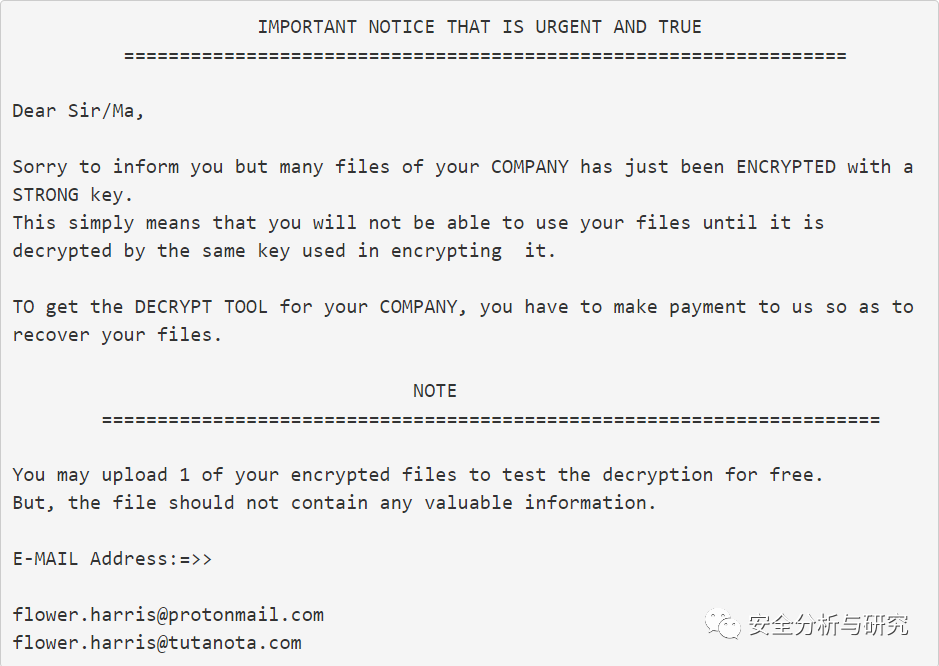 IMPORTANT NOTICE THAT IS URGENT AND TRUE
=================================================================
Dear Sir/Ma,
Sorry to inform you but many files of your COMPANY has just been ENCRYPTED with a
STRONG key.
This simply means that you will not be able to use your files until it is
decrypted by the same key used in encrypting  it.
TO get the DECRYPT TOOL for your COMPANY, you have to make payment to us so as to
recover your files.
NOTE
======================================================================
You may upload 1 of your encrypted files to test the decryption for free.
But, the file should not contain any valuable information.
E-MAIL Address:=>>
flower.harris@protonmail.com
flower.harris@tutanota.com
安全分析与研究